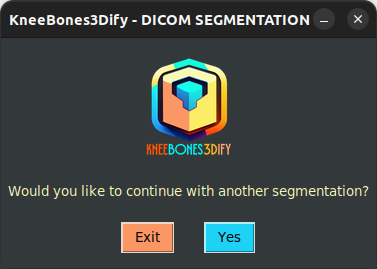 KneeBones3Dify - DICOM SEGMENTATION
KNEEBONES3DIFY
Would you like to continue with another segmentation?
Exit
Yes